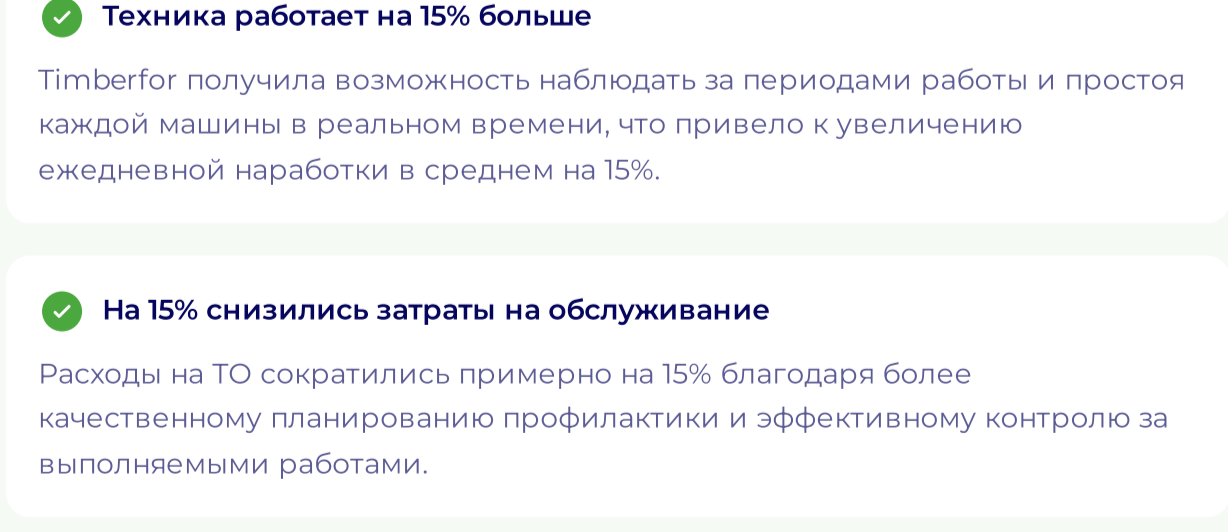 Техника работает на 15% больше
Timberfor получила возможность наблюдать за периодами работы и простоя
каждой машины в реальном времени, что привело к увеличению
ежедневной наработки в среднем на 15%.
На 15% снизились затраты на обслуживание
Расходы на ТО сократились примерно на 15% благодаря более
качественному планированию профилактики и эффективному контролю за
выполняемыми работами.